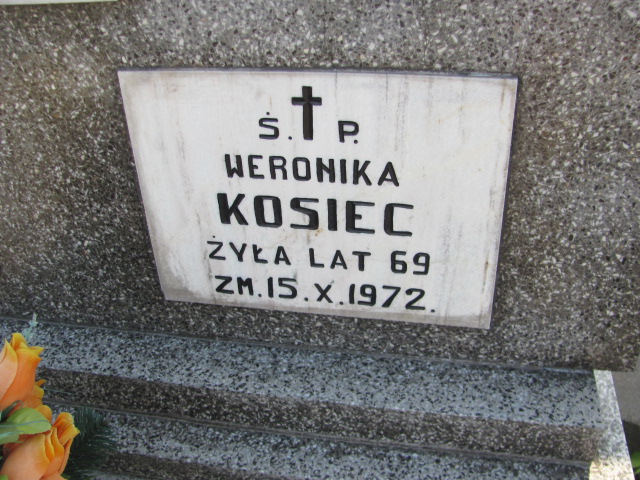 Ś. P.
WERONIKA
KOSIEC
ŻYŁA LAT 69
ZM. 15. X. 1972.